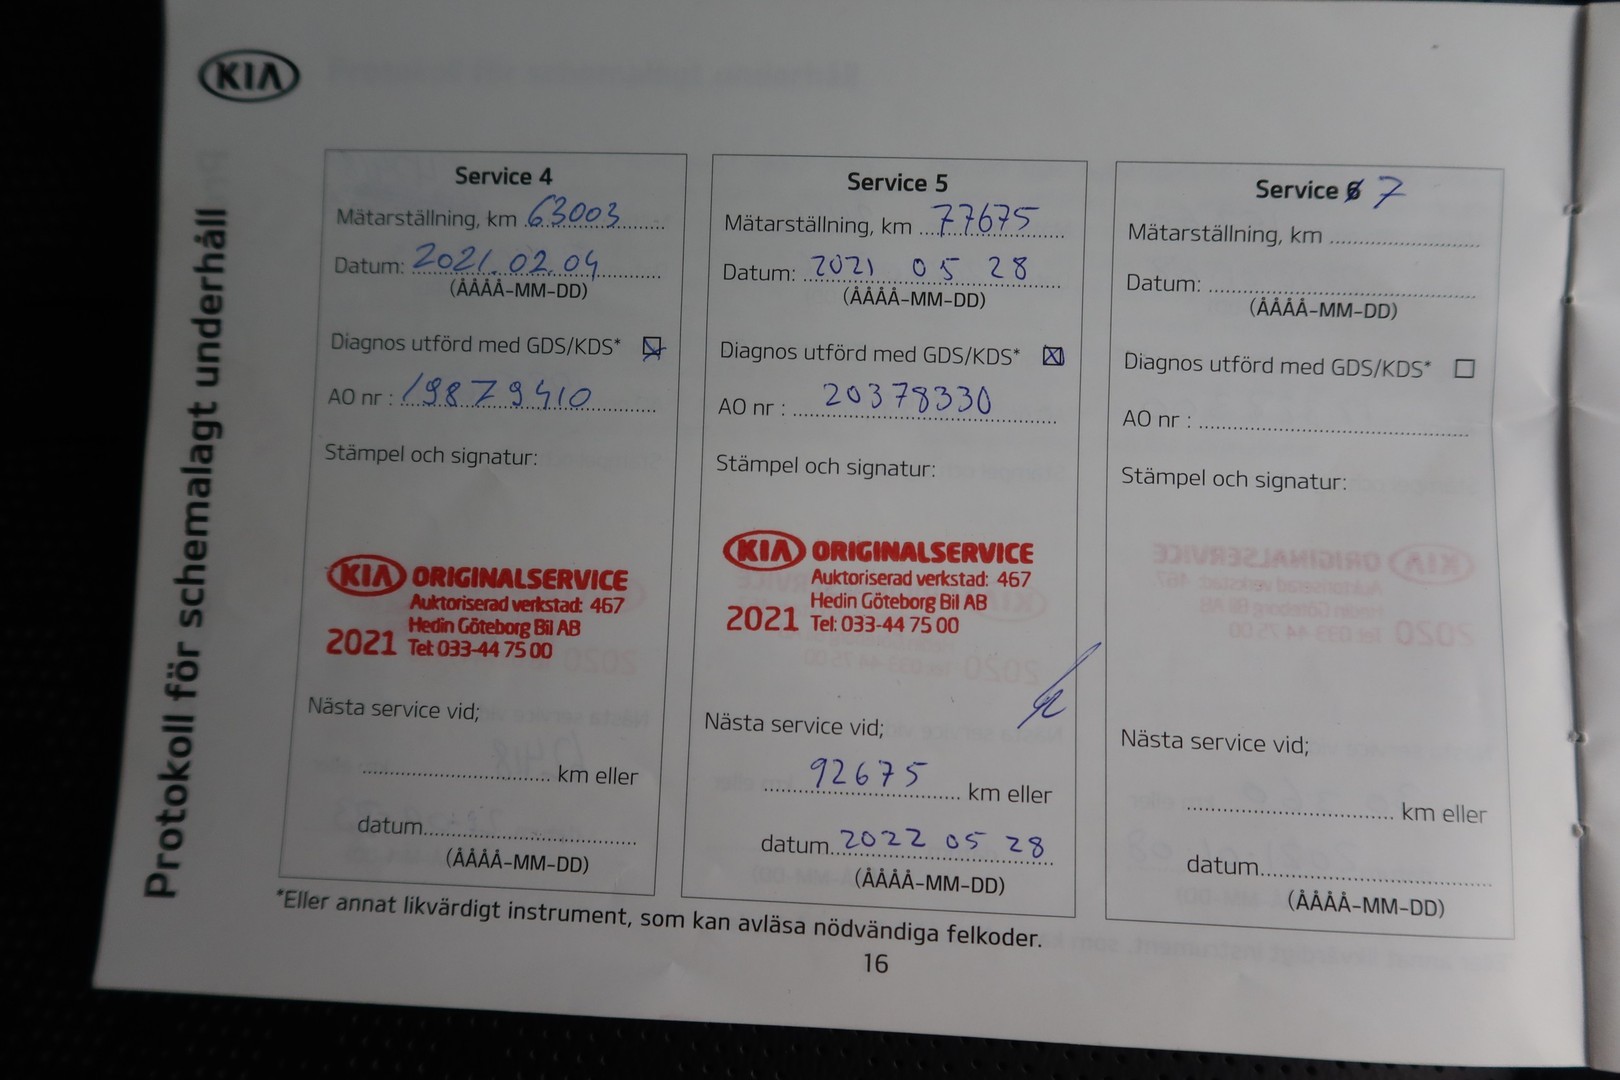 KIA
Protokoll för schemalagt underhåll
Service 4
Mätarställning, km 63003
Datum: 2021.02.04
(ÅÅÅÅ-MM-DD)
Diagnos utförd med GDS/KDS*
AO nr : 19879410
Stämpel och signatur:
KIA ORIGINALSERVICE
Auktoriserad verkstad: 467
Hedin Göteborg Bil AB
2021 Tel: 033-44 75 00
Nästa service vid;
km eller
datum
(ÅÅÅÅ-MM-DD)
Service 5
Mätarställning, km 77675
Datum: 2021 05 28
(ÅÅÅÅ-MM-DD)
Diagnos utförd med GDS/KDS*
AO nr : 20378330
Stämpel och signatur:
KIA ORIGINALSERVICE
Auktoriserad verkstad: 467
Hedin Göteborg Bil AB
2021 Tel: 033-44 75 00
Nästa service vid;
92675 km eller
datum 2022 05 28
(ÅÅÅÅ-MM-DD)
Service 6 7
Mätarställning, km
Datum:
(ÅÅÅÅ-MM-DD)
Diagnos utförd med GDS/KDS*
AO nr :
Stämpel och signatur:
Nästa service vid;
km eller
datum
(ÅÅÅÅ-MM-DD)
*Eller annat likvärdigt instrument, som kan avläsa nödvändiga felkoder.
16